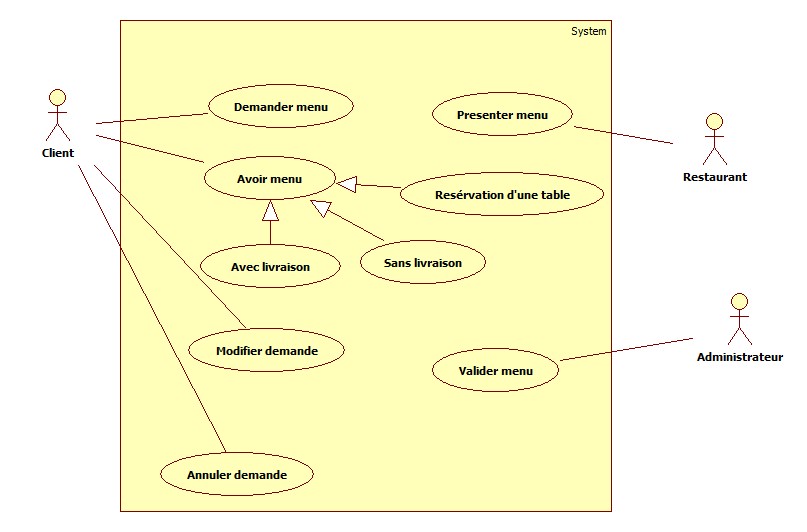 System
Client
Demander menu
Presenter menu
Restaurant
Avoir menu
Resérvation d'une table
Avec livraison
Sans livraison
Administrateur
Modifier demande
Valider menu
Annuler demande